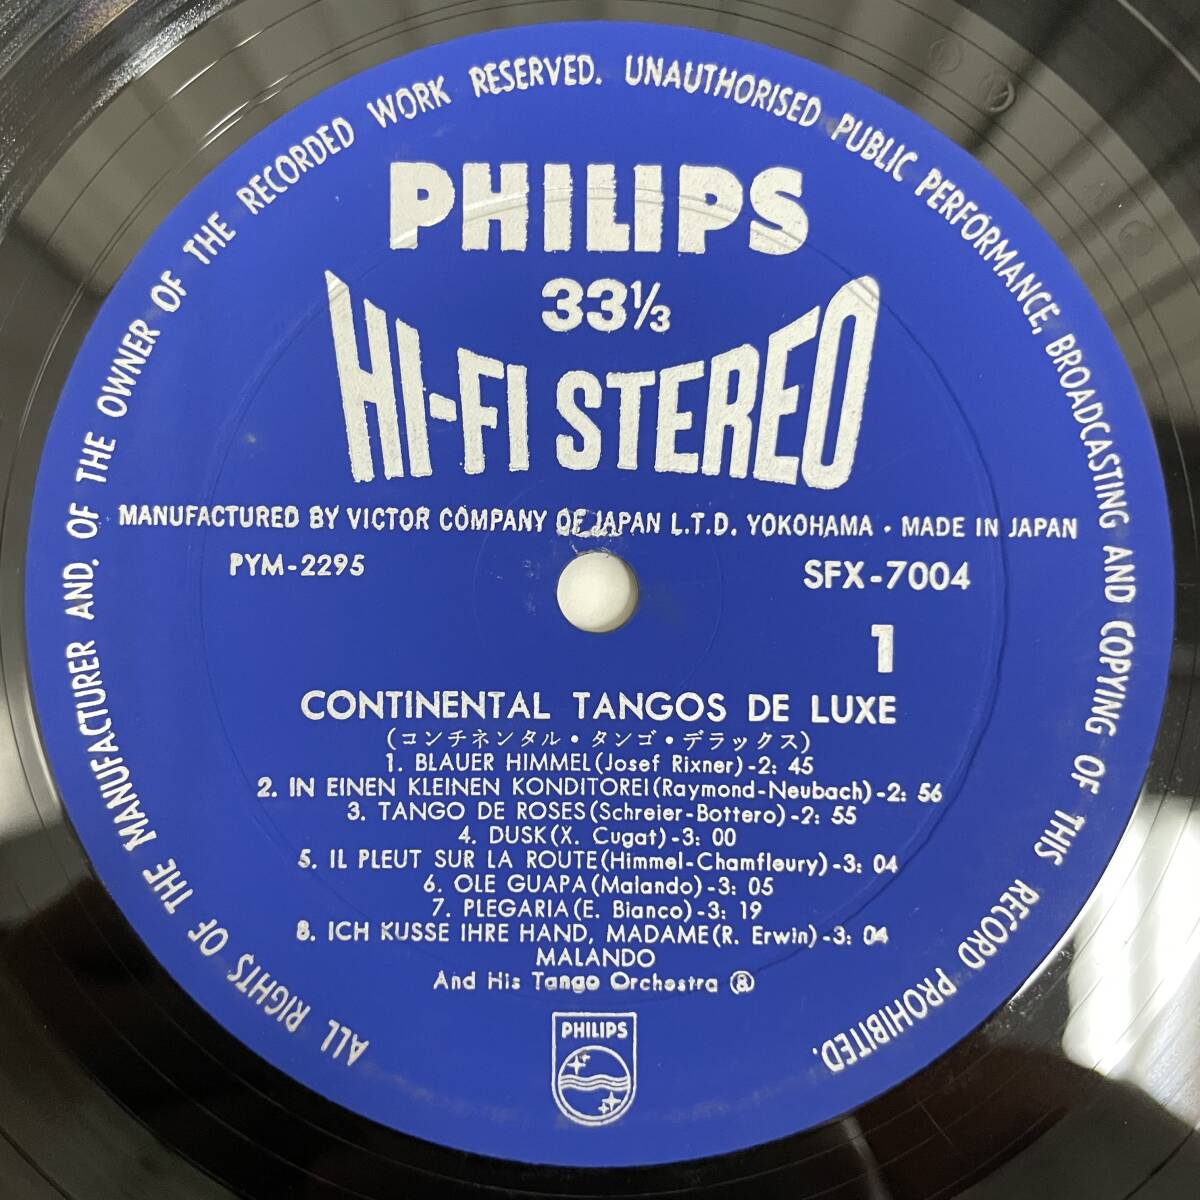 ALL RIGHTS OF THE MANUFACTURER AND. OF THE OWNER OF THE RECORDED WORK RESERVED. UNAUTHORISED PUBLIC PERFORMANCE, BROADCASTING AND COPYING OF THIS RECORD PROHIBITED.
PHILIPS
33⅓
HI-FI STEREO
MANUFACTURED BY VICTOR COMPANY OF JAPAN L.T.D. YOKOHAMA • MADE IN JAPAN
PYM-2295
SFX-7004
1
CONTINENTAL TANGOS DE LUXE
(コンチネンタル・タンゴ・デラックス)
1. BLAUER HIMMEL(Josef Rixner)-2: 45
2. IN EINEN KLEINEN KONDITOREI(Raymond-Neubach)-2: 56
3. TANGO DE ROSES(Schreier-Bottero)-2: 55
4. DUSK(X. Cugat)-3: 00
5. IL PLEUT SUR LA ROUTE(Himmel-Chamfleury)-3: 04
6. OLE GUAPA(Malando)-3: 05
7. PLEGARIA(E. Bianco)-3: 19
8. ICH KUSSE IHRE HAND, MADAME(R. Erwin)-3: 04
MALANDO
And His Tango Orchestra Ⓡ
PHILIPS